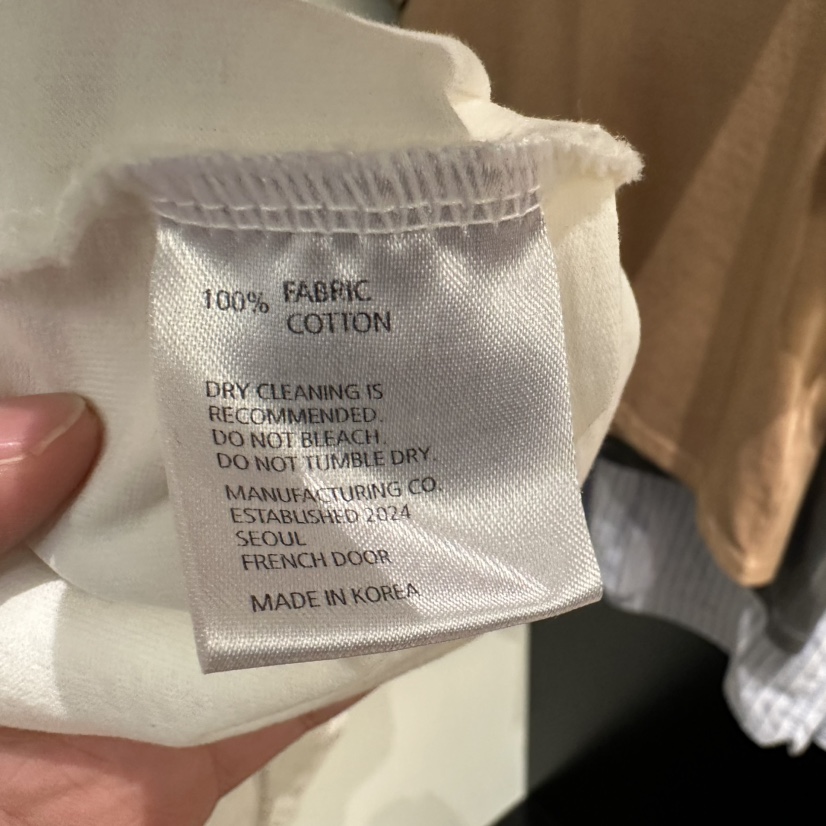 100% FABRIC
COTTON
DRY CLEANING IS
RECOMMENDED.
DO NOT BLEACH.
DO NOT TUMBLE DRY.
MANUFACTURING CO.
ESTABLISHED 2024
SEOUL
FRENCH DOOR
MADE IN KOREA